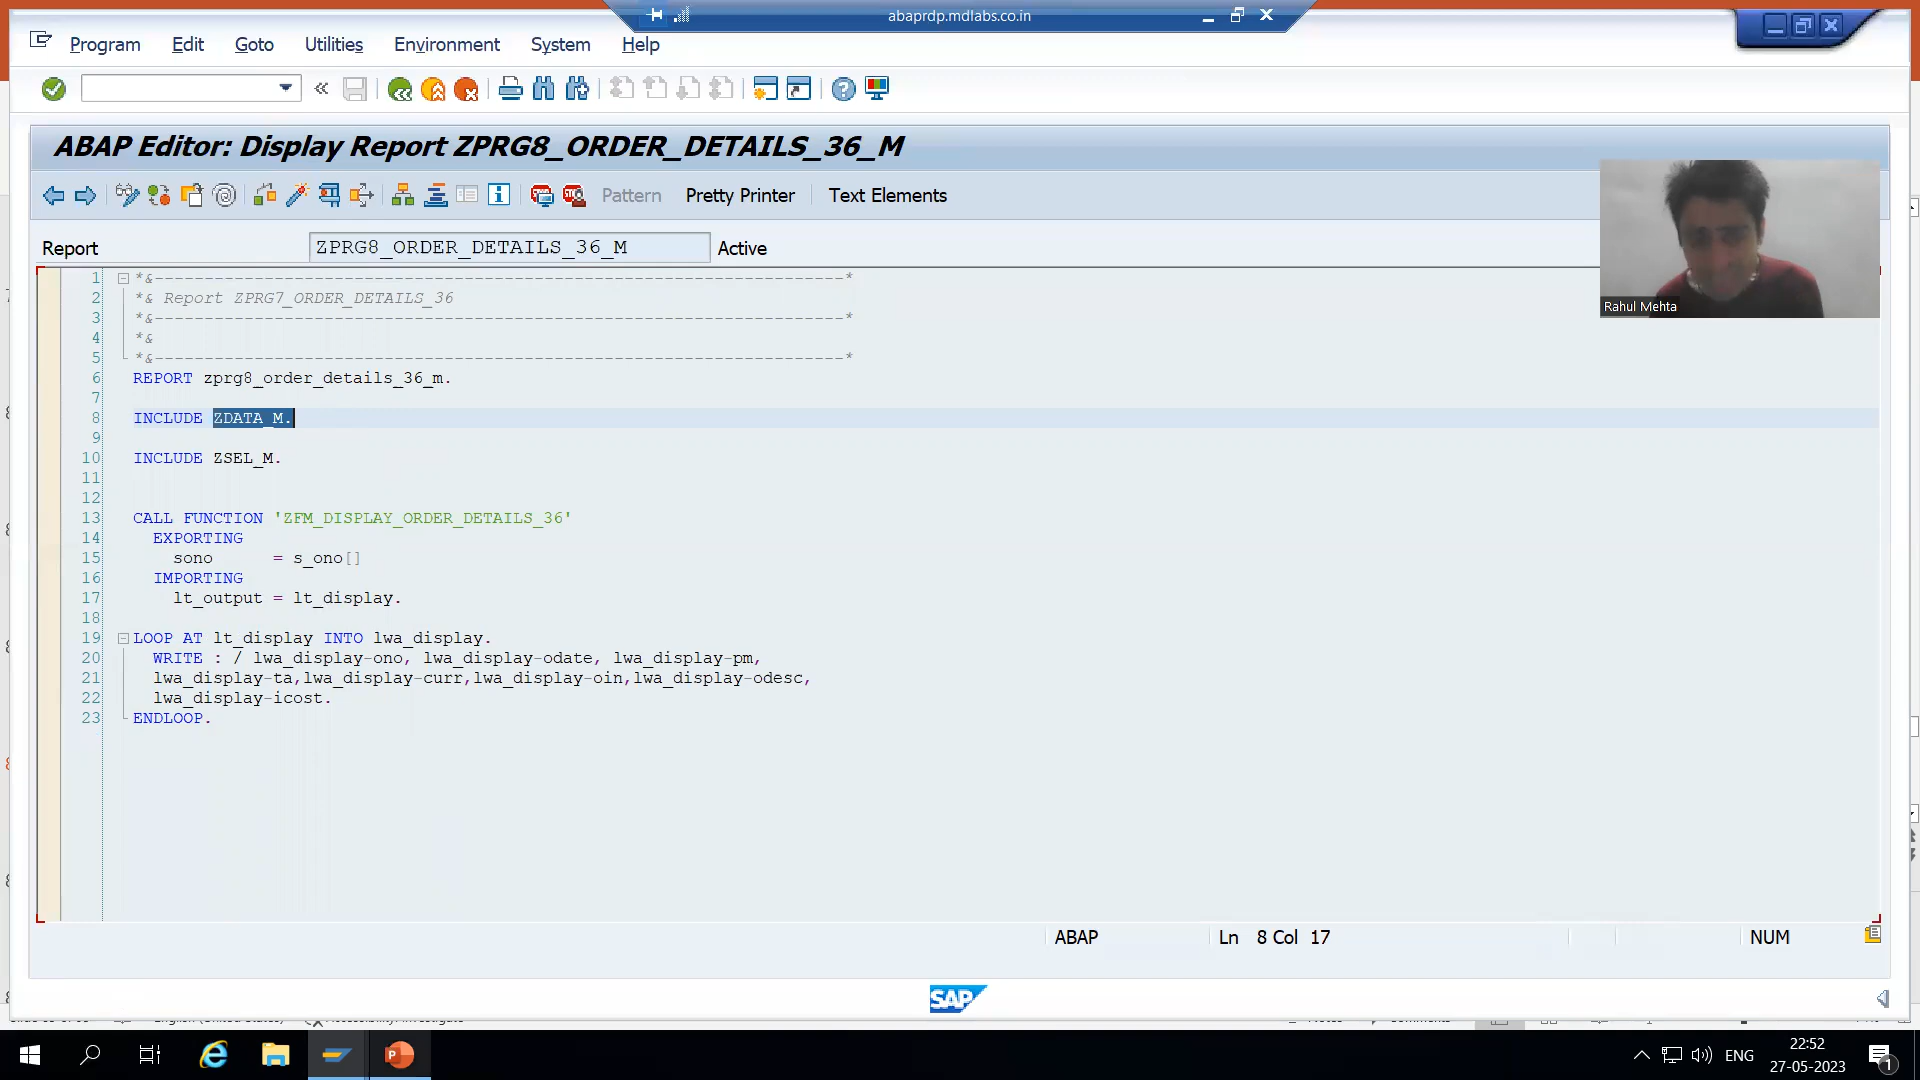 abaprdp.mdlabs.co.in
Program Edit Goto Utilities Environment System Help
ABAP Editor: Display Report ZPRG8_ORDER_DETAILS_36_M
Pattern Pretty Printer Text Elements
Report ZPRG8_ORDER_DETAILS_36_M Active
1 *&---------------------------------------------------------------------*
2 *& Report ZPRG7_ORDER_DETAILS_36
3 *&---------------------------------------------------------------------*
4 *&
5 *&---------------------------------------------------------------------*
6 REPORT zprg8_order_details_36_m.
7
8 INCLUDE ZDATA_M.
9
10 INCLUDE ZSEL_M.
11
12
13 CALL FUNCTION 'ZFM_DISPLAY_ORDER_DETAILS_36'
14 EXPORTING
15 sono = s_ono[]
16 IMPORTING
17 lt_output = lt_display.
18
19 LOOP AT lt_display INTO lwa_display.
20 WRITE : / lwa_display-ono, lwa_display-odate, lwa_display-pm,
21 lwa_display-ta,lwa_display-curr,lwa_display-oin,lwa_display-odesc,
22 lwa_display-icost.
23 ENDLOOP.
Rahul Mehta
ABAP Ln 8 Col 17 NUM
SAP
ENG
22:52
27-05-2023
1